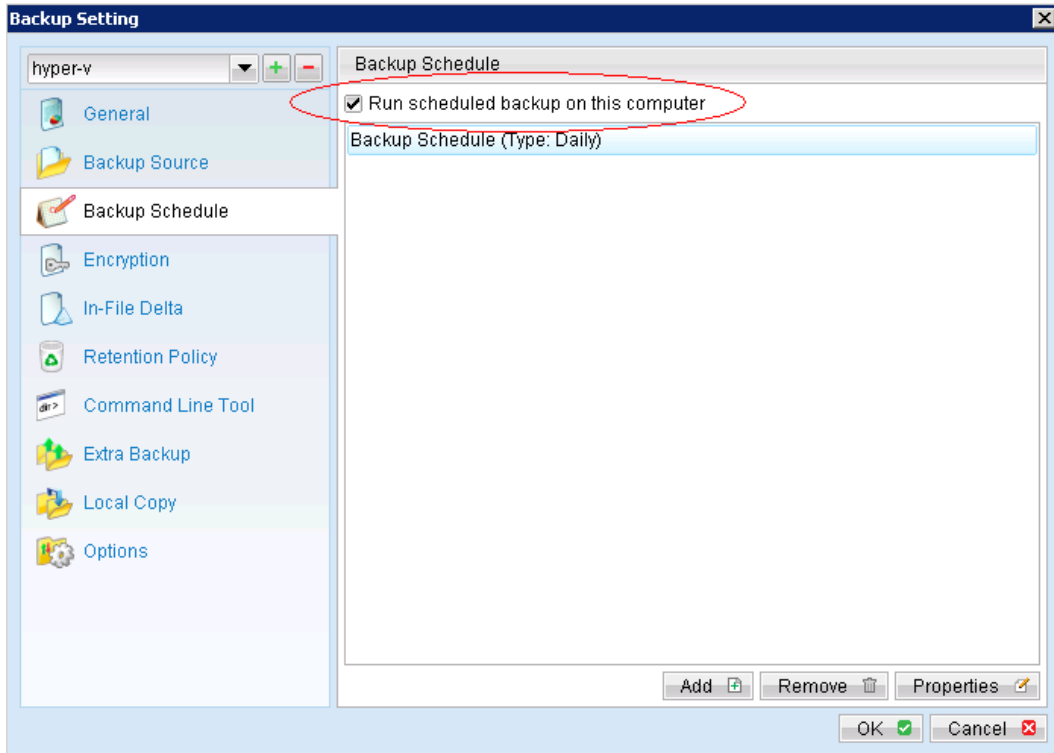 Backup Setting
hyper-v
General
Backup Source
Backup Schedule
Encryption
In-File Delta
Retention Policy
dir>
Command Line Tool
Extra Backup
Local Copy
Options
Backup Schedule
Run scheduled backup on this computer
Backup Schedule (Type: Daily)
Add
Remove
Properties
OK
Cancel